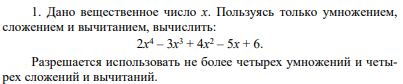 1. Дано вещественное число x. Пользуясь только умножением,
сложением и вычитанием, вычислить:
2x⁴ – 3x³ + 4x² – 5x + 6.
Разрешается использовать не более четырех умножений и четы-
рех сложений и вычитаний.